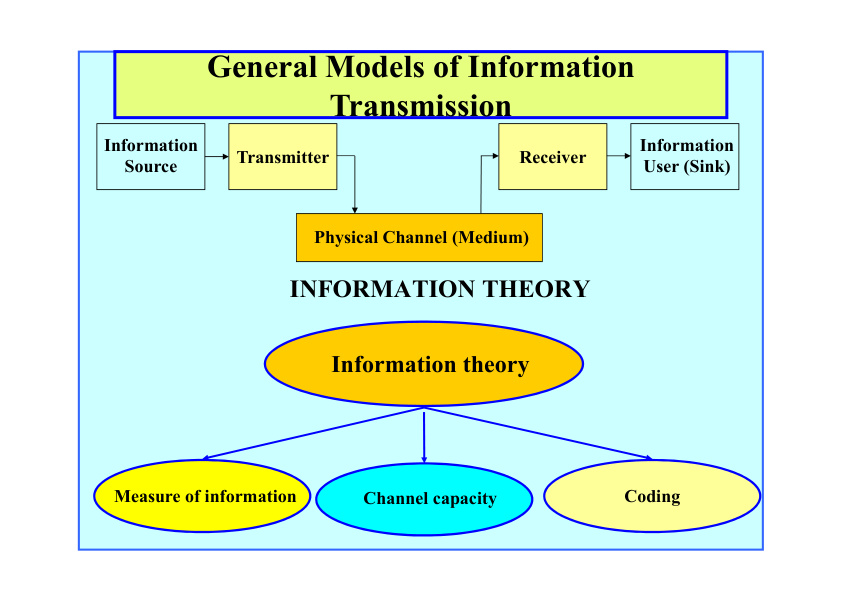 General Models of Information
Transmission
Information
Source
Transmitter
Receiver
Information
User (Sink)
Physical Channel (Medium)
INFORMATION THEORY
Information theory
Measure of information
Channel capacity
Coding